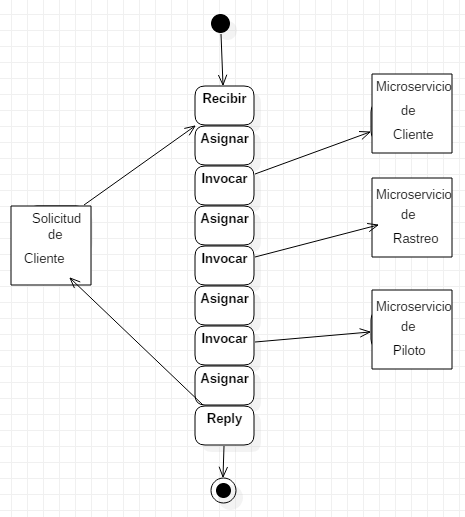 Recibir
Asignar
Invocar
Asignar
Invocar
Asignar
Invocar
Asignar
Reply
Solicitud
de
Cliente
Microservicio
de
Cliente
Microservicio
de
Rastreo
Microservicio
de
Piloto